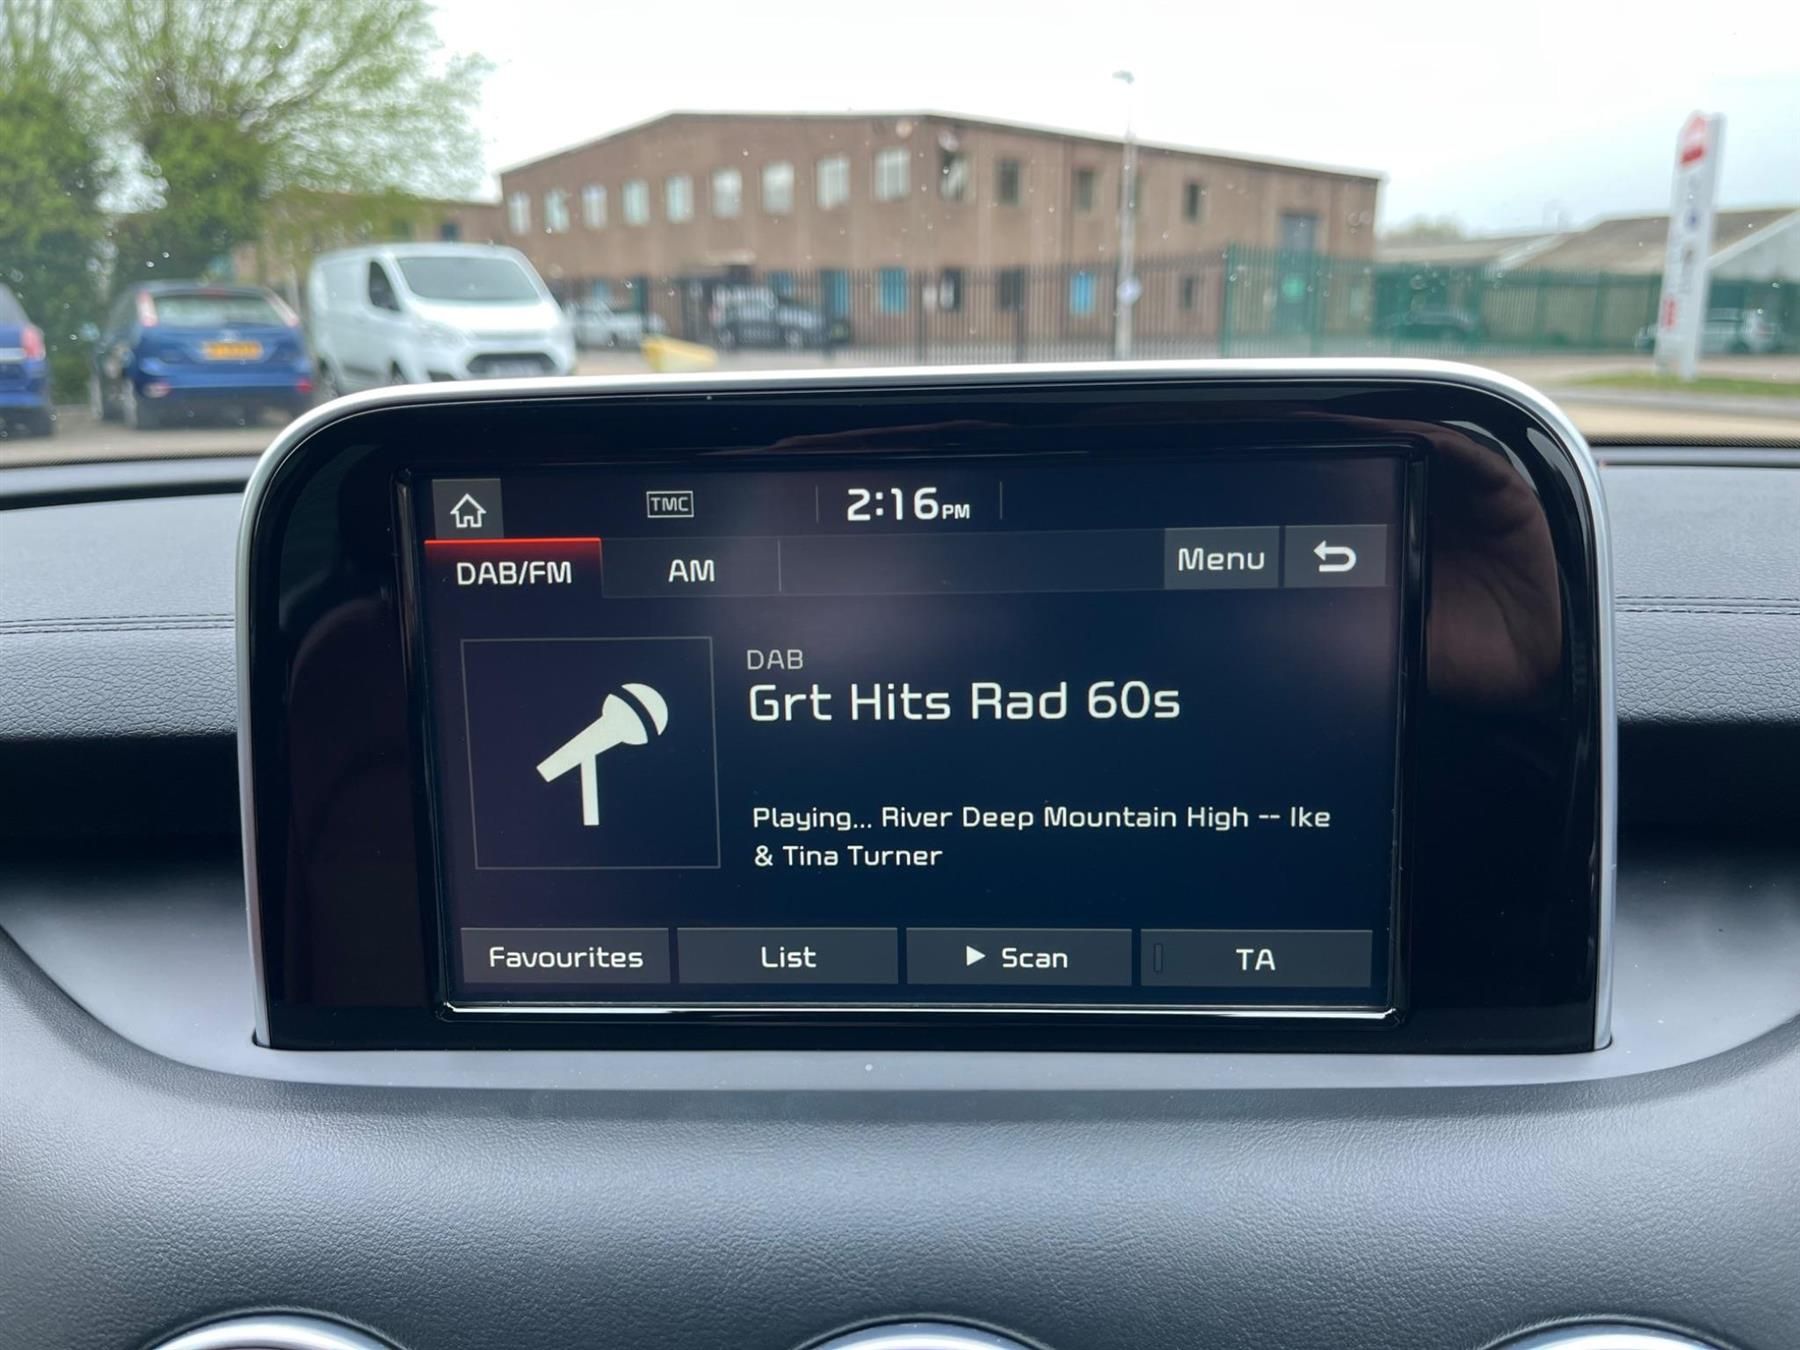 TMC
2:16PM
DAB/FM
AM
Menu
DAB
Grt Hits Rad 60s
Playing... River Deep Mountain High -- Ike
& Tina Turner
Favourites
List
Scan
TA